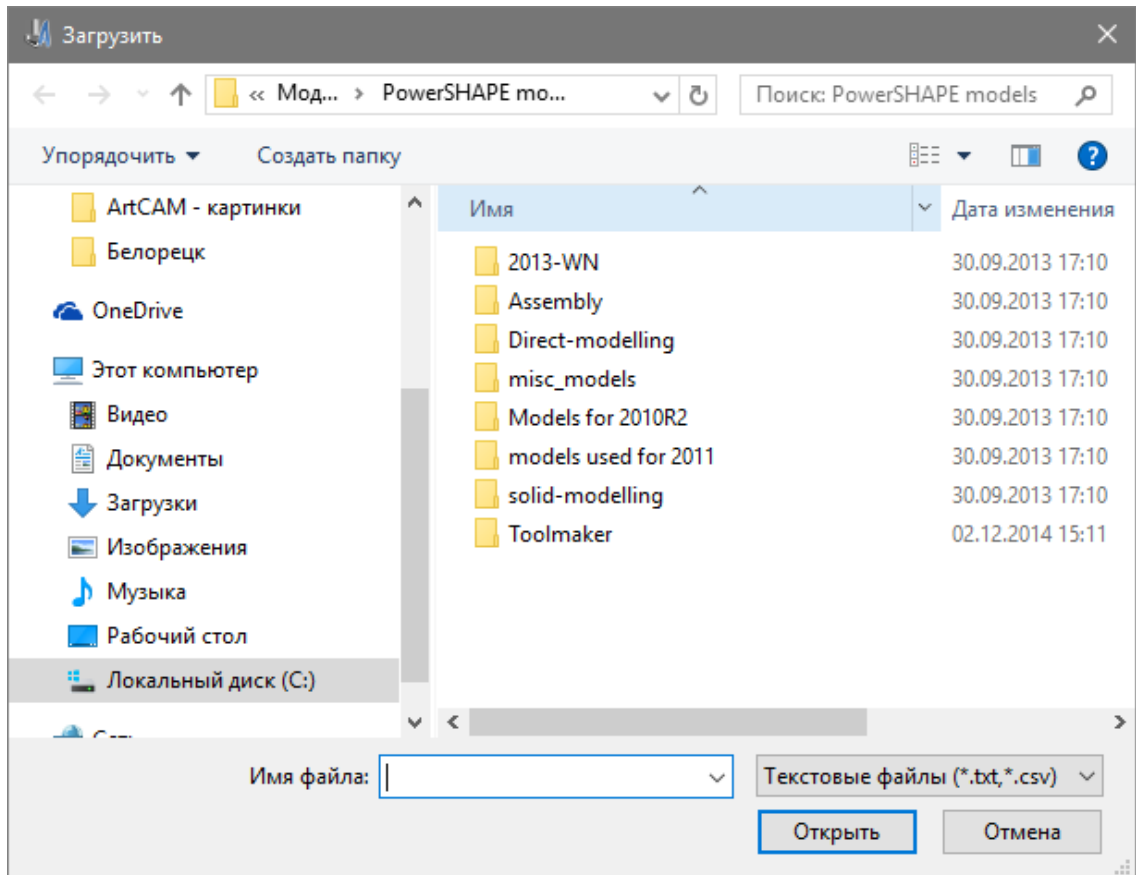 Загрузить
« Мод... > PowerSHAPE mo...
Поиск: PowerSHAPE models
Упорядочить
Создать папку
ArtCAM - картинки
Белорецк
OneDrive
Этот компьютер
Видео
Документы
Загрузки
Изображения
Музыка
Рабочий стол
Локальный диск (C:)
Имя
Дата изменения
2013-WN 30.09.2013 17:10
Assembly 30.09.2013 17:10
Direct-modelling 30.09.2013 17:10
misc_models 30.09.2013 17:10
Models for 2010R2 30.09.2013 17:10
models used for 2011 30.09.2013 17:10
solid-modelling 30.09.2013 17:10
Toolmaker 02.12.2014 15:11
Имя файла:
Текстовые файлы (*.txt,*.csv)
Открыть
Отмена